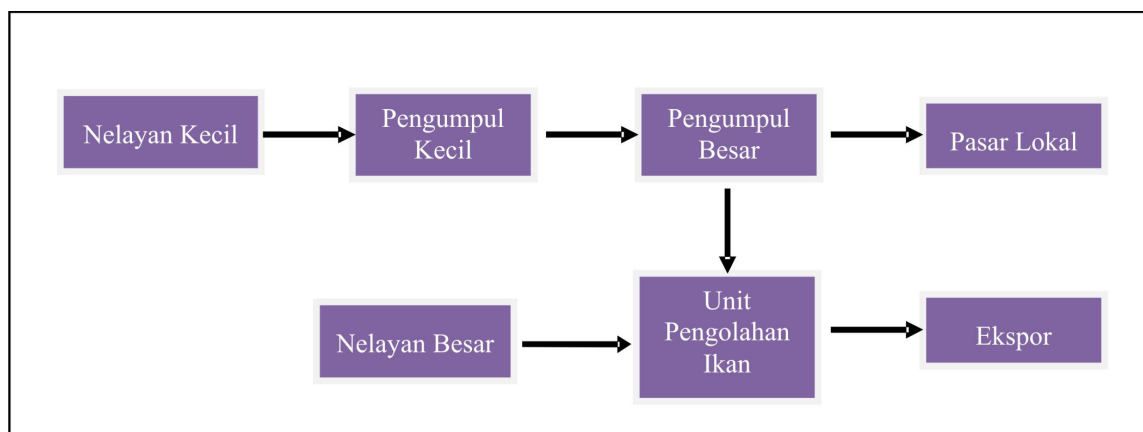 Nelayan Kecil
Pengumpul
Kecil
Pengumpul
Besar
Pasar Lokal
Nelayan Besar
Unit
Pengolahan
Ikan
Ekspor